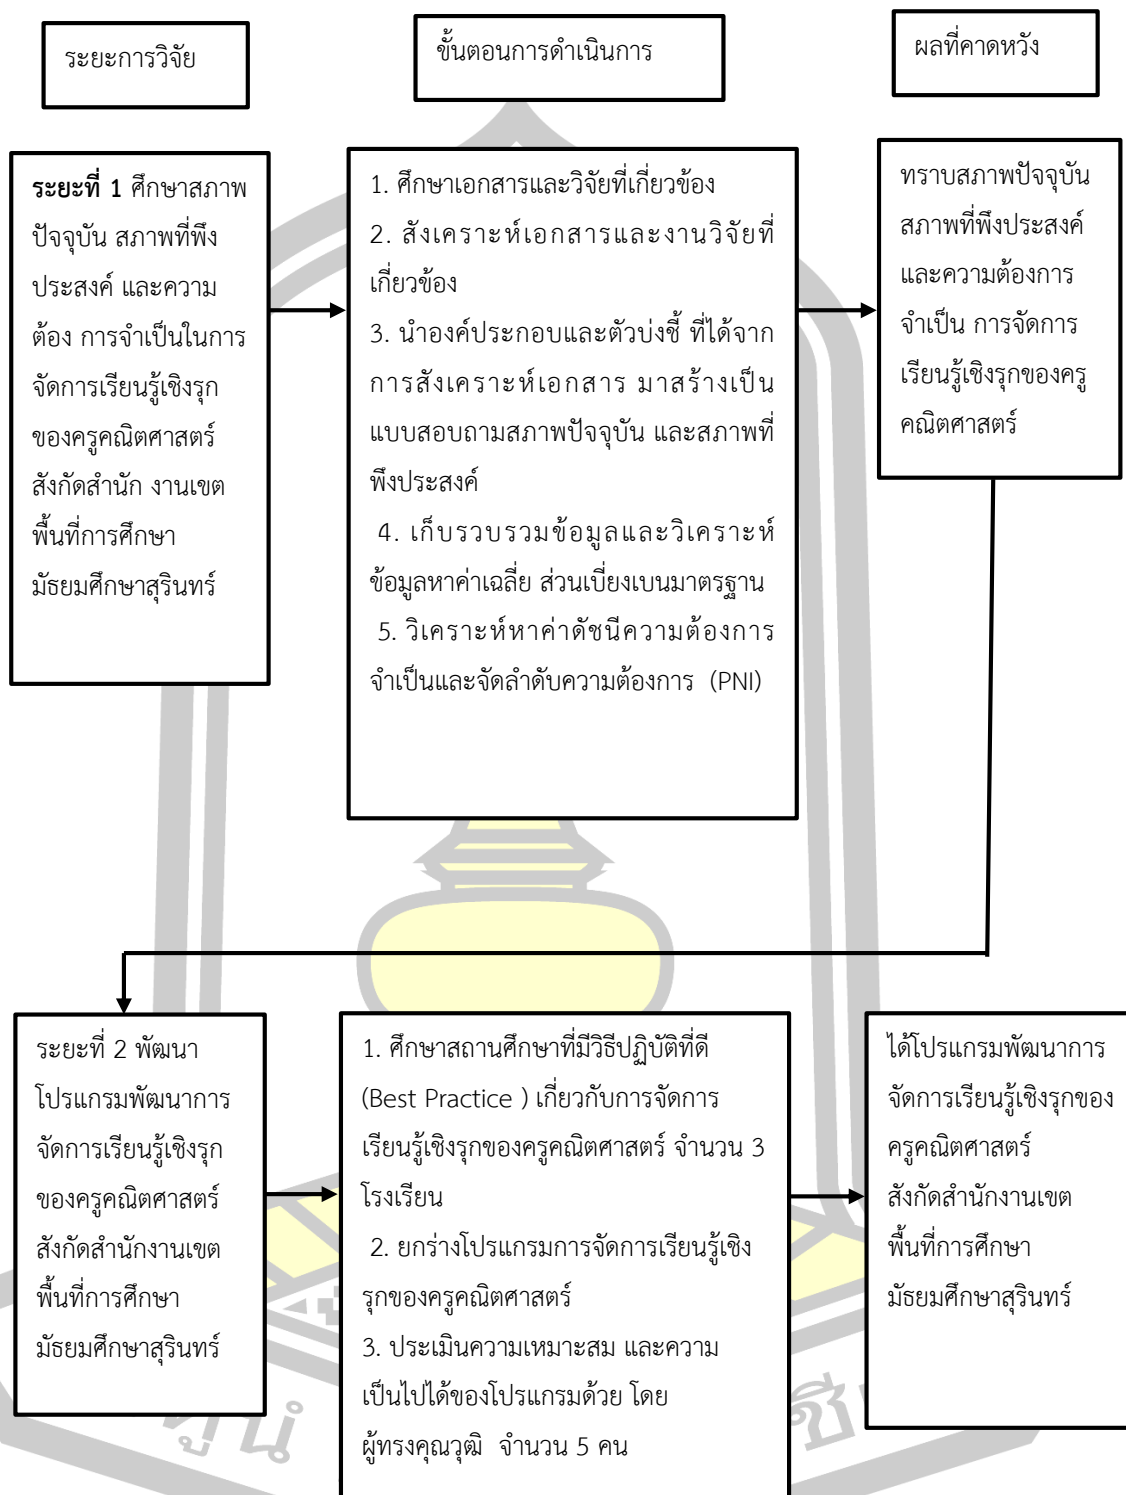 ระยะการวิจัย
ขั้นตอนการดำเนินการ
ผลที่คาดหวัง
ระยะที่ 1 ศึกษาสภาพ
ปัจจุบัน สภาพที่พึง
ประสงค์ และความ
ต้อง การจำเป็นในการ
จัดการเรียนรู้เชิงรุก
ของครูคณิตศาสตร์
สังกัดสำนัก งานเขต
พื้นที่การศึกษา
มัธยมศึกษาสุรินทร์
1. ศึกษาเอกสารและวิจัยที่เกี่ยวข้อง
2. สังเคราะห์เอกสารและงานวิจัยที่
เกี่ยวข้อง
3. นำองค์ประกอบและตัวบ่งชี้ ที่ได้จาก
การสังเคราะห์เอกสาร มาสร้างเป็น
แบบสอบถามสภาพปัจจุบัน และสภาพที่
พึงประสงค์
4. เก็บรวบรวมข้อมูลและวิเคราะห์
ข้อมูลหาค่าเฉลี่ย ส่วนเบี่ยงเบนมาตรฐาน
5. วิเคราะห์หาค่าดัชนีความต้องการ
จำเป็นและจัดลำดับความต้องการ (PNI)
ทราบสภาพปัจจุบัน
สภาพที่พึงประสงค์
และความต้องการ
จำเป็น การจัดการ
เรียนรู้เชิงรุกของครู
คณิตศาสตร์
ระยะที่ 2 พัฒนา
โปรแกรมพัฒนาการ
จัดการเรียนรู้เชิงรุก
ของครูคณิตศาสตร์
สังกัดสำนักงานเขต
พื้นที่การศึกษา
มัธยมศึกษาสุรินทร์
1. ศึกษาสถานศึกษาที่มีวิธีปฏิบัติที่ดี
(Best Practice ) เกี่ยวกับการจัดการ
เรียนรู้เชิงรุกของครูคณิตศาสตร์ จำนวน 3
โรงเรียน
2. ยกร่างโปรแกรมการจัดการเรียนรู้เชิง
รุกของครูคณิตศาสตร์
3. ประเมินความเหมาะสม และความ
เป็นไปได้ของโปรแกรมด้วย โดย
ผู้ทรงคุณวุฒิ จำนวน 5 คน
ได้โปรแกรมพัฒนาการ
จัดการเรียนรู้เชิงรุกของ
ครูคณิตศาสตร์
สังกัดสำนักงานเขต
พื้นที่การศึกษา
มัธยมศึกษาสุรินทร์